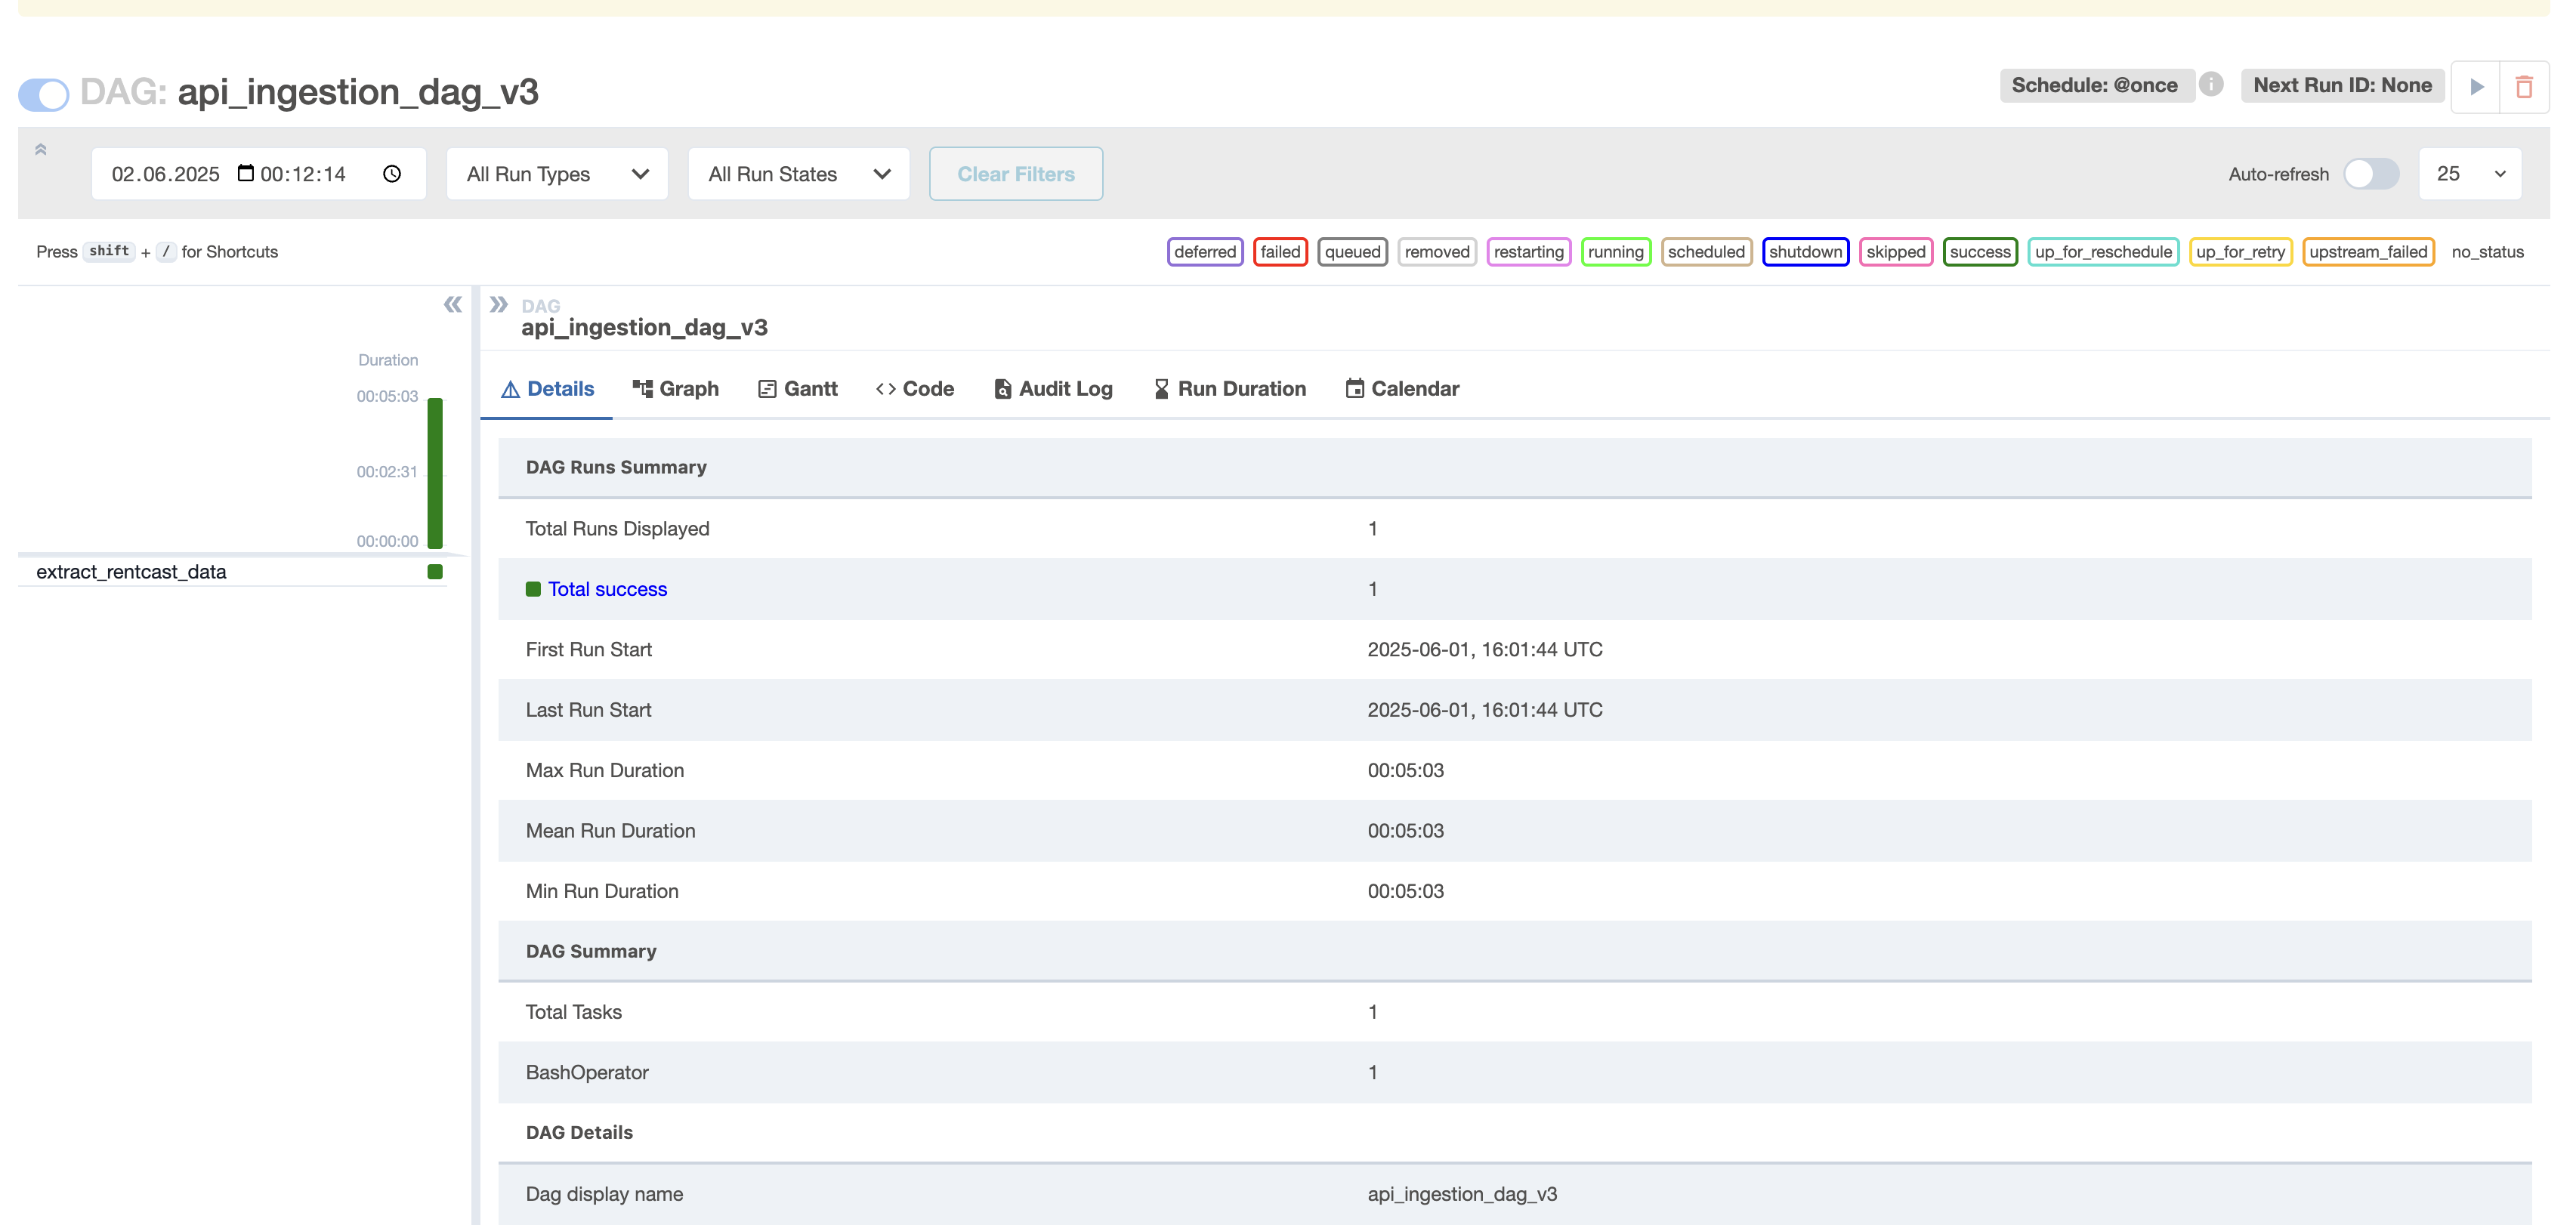 DAG: api_ingestion_dag_v3
Schedule: @once
Next Run ID: None
02.06.2025 00:12:14
All Run Types
All Run States
Clear Filters
Auto-refresh
25
Press shift + / for Shortcuts
deferred failed queued removed restarting running scheduled shutdown skipped success up_for_reschedule up_for_retry upstream_failed no_status
Duration
00:05:03
00:02:31
00:00:00
extract_rentcast_data
DAG
api_ingestion_dag_v3
Details Graph Gantt Code Audit Log Run Duration Calendar
DAG Runs Summary
Total Runs Displayed 1
Total success 1
First Run Start 2025-06-01, 16:01:44 UTC
Last Run Start 2025-06-01, 16:01:44 UTC
Max Run Duration 00:05:03
Mean Run Duration 00:05:03
Min Run Duration 00:05:03
DAG Summary
Total Tasks 1
BashOperator 1
DAG Details
Dag display name api_ingestion_dag_v3